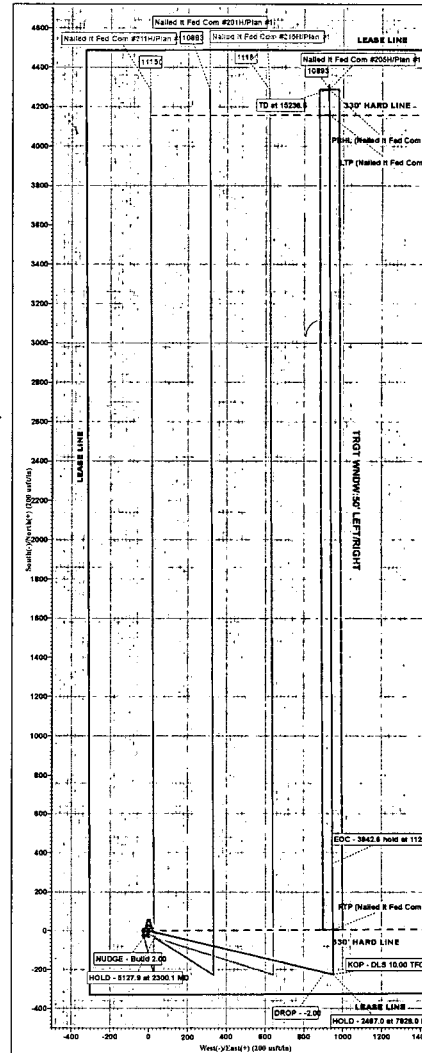 4600
4400
4200
4000
3800
3600
3400
3200
3000
2800
2600
2400
2200
2000
1800
1600
1400
1200
1000
800
600
400
200
0
-200
-400
South(-)/North(+) (200 usft/in)
Nailed It Fed Com #201H/Plan #1
Nailed It Fed Com #211H/Plan #1
10893
Nailed It Fed Com #215H/Plan #1
LEASE LINE
11150
11150
Nailed It Fed Com #205H/Plan #1
10893
TD at 15236.
330' HARD LINE
PBHL (Nailed It Fed Com
LTP (Nailed It Fed Com
LEASE LINE
TRGT WNDW:50' LEFT/RIGHT
EOC - 3842.6 hold at 112
FTP (Nailed It Fed Com
330' HARD LINE
NUDGE - Build 2.00
HOLD - 5127.9 at 2300.1 MD
KOP - DLS 10.00 TFO
DROP - -2.00
LEASE LINE
HOLD - 2467.0 at 7828.0
-400
-200
0
200
400
600
800
1000
1200
1400
West(-)/East(+) (200 usft/in)